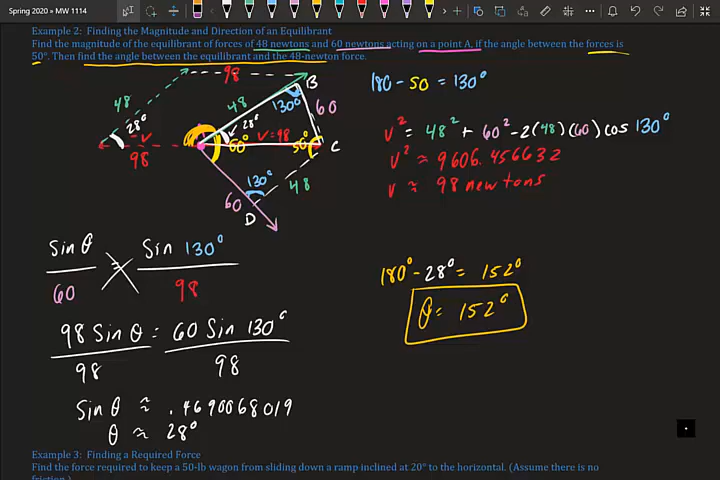 Spring 2020 » MW 1114
Example 2: Finding the Magnitude and Direction of an Equilibrant
Find the magnitude of the equilibrant of forces of 48 newtons and 60 newtons acting on a point A, if the angle between the forces is
50°. Then find the angle between the equilibrant and the 48-newton force.
98
B
48
48
130°
60
28°
28°
-v
v=98
98
50°
50°
C
130°
48
60
D
180 - 50 = 130°
v² = 48² + 60² - 2(48)(60) cos 130°
v² ≈ 9606.456632
v ≈ 98 newtons
Sin θ = Sin 130°
60 98
98 Sin θ = 60 Sin 130°
98 98
Sin θ ≈ .4690068019
θ ≈ 28°
180° - 28° = 152°
θ = 152°
Example 3: Finding a Required Force
Find the force required to keep a 50-lb wagon from sliding down a ramp inclined at 20° to the horizontal. (Assume there is no
friction.)